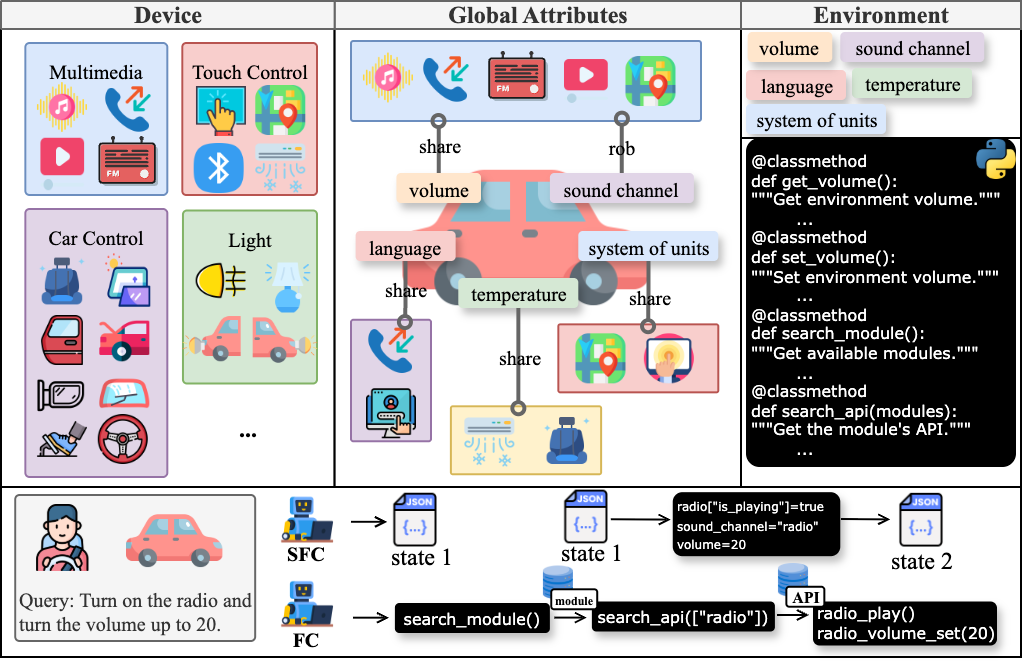 Device
Global Attributes
Environment
Multimedia
FM
Touch Control
Car Control
Light
...
FM
share
rob
volume
sound channel
language
system of units
share
temperature
share
share
volume
sound channel
language
temperature
system of units
@classmethod
def get_volume():
"""Get environment volume."""
...
@classmethod
def set_volume():
"""Set environment volume."""
...
@classmethod
def search_module():
"""Get available modules."""
...
@classmethod
def search_api(modules):
"""Get the module's API."""
...
Query: Turn on the radio and
turn the volume up to 20.
SFC
JSON
{...}
state 1
JSON
{...}
state 1
radio["is_playing"]=true
sound_channel="radio"
volume=20
JSON
{...}
state 2
FC
search_module()
module
search_api(["radio"])
API
radio_play()
radio_volume_set(20)